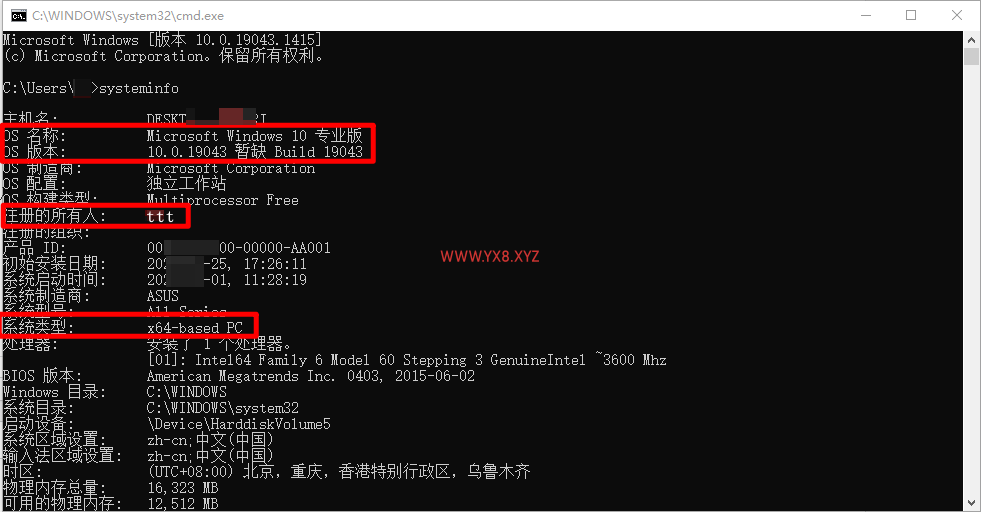 C:\WINDOWS\system32\cmd.exe
Microsoft Windows [版本 10.0.19043.1415]
(c) Microsoft Corporation。保留所有权利。
C:\Users\ >systeminfo
主机名: DESKT
OS 名称: Microsoft Windows 10 专业版
OS 版本: 10.0.19043 暂缺 Build 19043
OS 制造商: Microsoft Corporation
OS 配置: 独立工作站
OS 构建类型: Multiprocessor Free
注册的所有人: ttt
注册的组织:
产品 ID: 00 00-00000-AA001
初始安装日期: 202 -25, 17:26:11
系统启动时间: 202 -01, 11:28:19
系统制造商: ASUS
系统型号: All Series
系统类型: x64-based PC
处理器: 安装了 1 个处理器。
[01]: Intel64 Family 6 Model 60 Stepping 3 GenuineIntel ~3600 Mhz
BIOS 版本: American Megatrends Inc. 0403, 2015-06-02
Windows 目录: C:\WINDOWS
系统目录: C:\WINDOWS\system32
启动设备: \Device\HarddiskVolume5
系统区域设置: zh-cn;中文(中国)
输入法区域设置: zh-cn;中文(中国)
时区: (UTC+08:00) 北京，重庆，香港特别行政区，乌鲁木齐
物理内存总量: 16,323 MB
可用的物理内存: 12,512 MB
WWW.YX8.XYZ